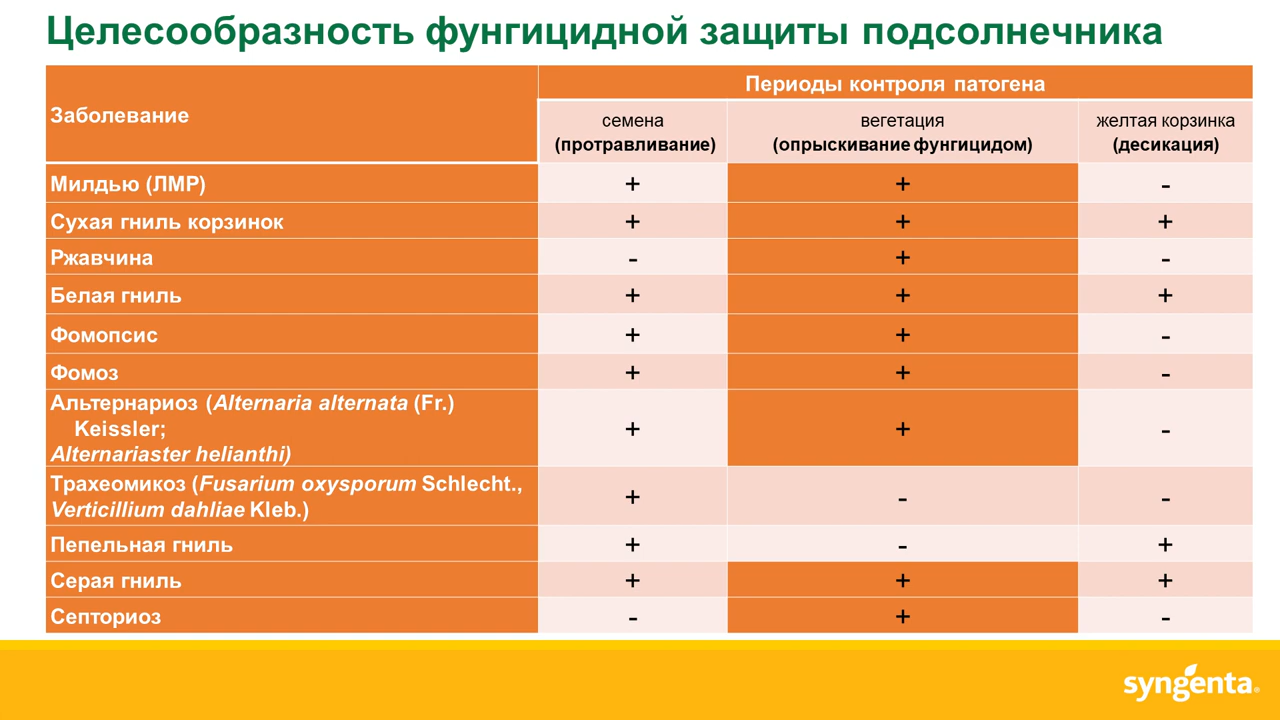 Целесообразность фунгицидной защиты подсолнечника
Заболевание
Периоды контроля патогена
семена
(протравливание)
вегетация
(опрыскивание фунгицидом)
желтая корзинка
(десикация)
Милдью (ЛМР) + + -
Сухая гниль корзинок + + +
Ржавчина - + -
Белая гниль + + +
Фомопсис + + -
Фомоз + + -
Альтернариоз (Alternaria alternata (Fr.)
Keissler;
Alternariaster helianthi)
+ + -
Трахеомикоз (Fusarium oxysporum Schlecht.,
Verticillium dahliae Kleb.)
+ - -
Пепельная гниль + - +
Серая гниль + + +
Септориоз - + -
syngenta®